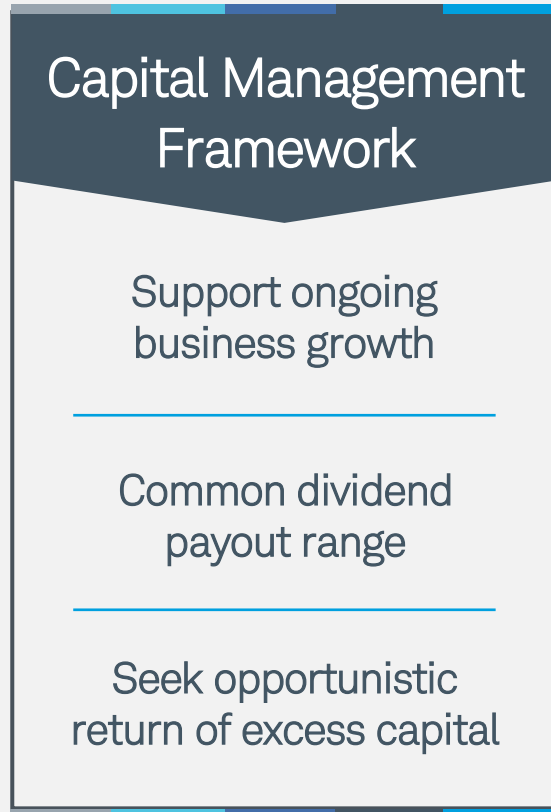 Capital Management
Framework
Support ongoing
business growth
Common dividend
payout range
Seek opportunistic
return of excess capital